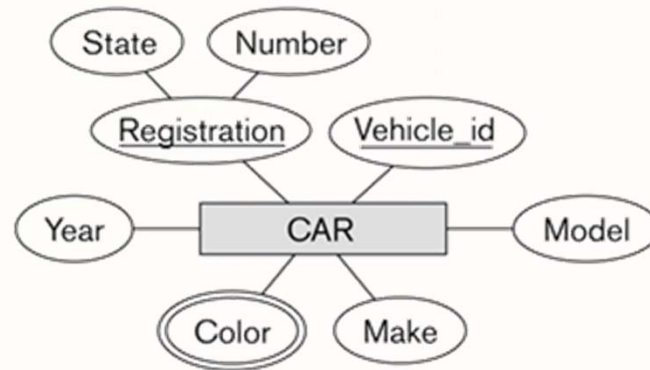 State
Number
Registration
Vehicle_id
Year
CAR
Model
Color
Make